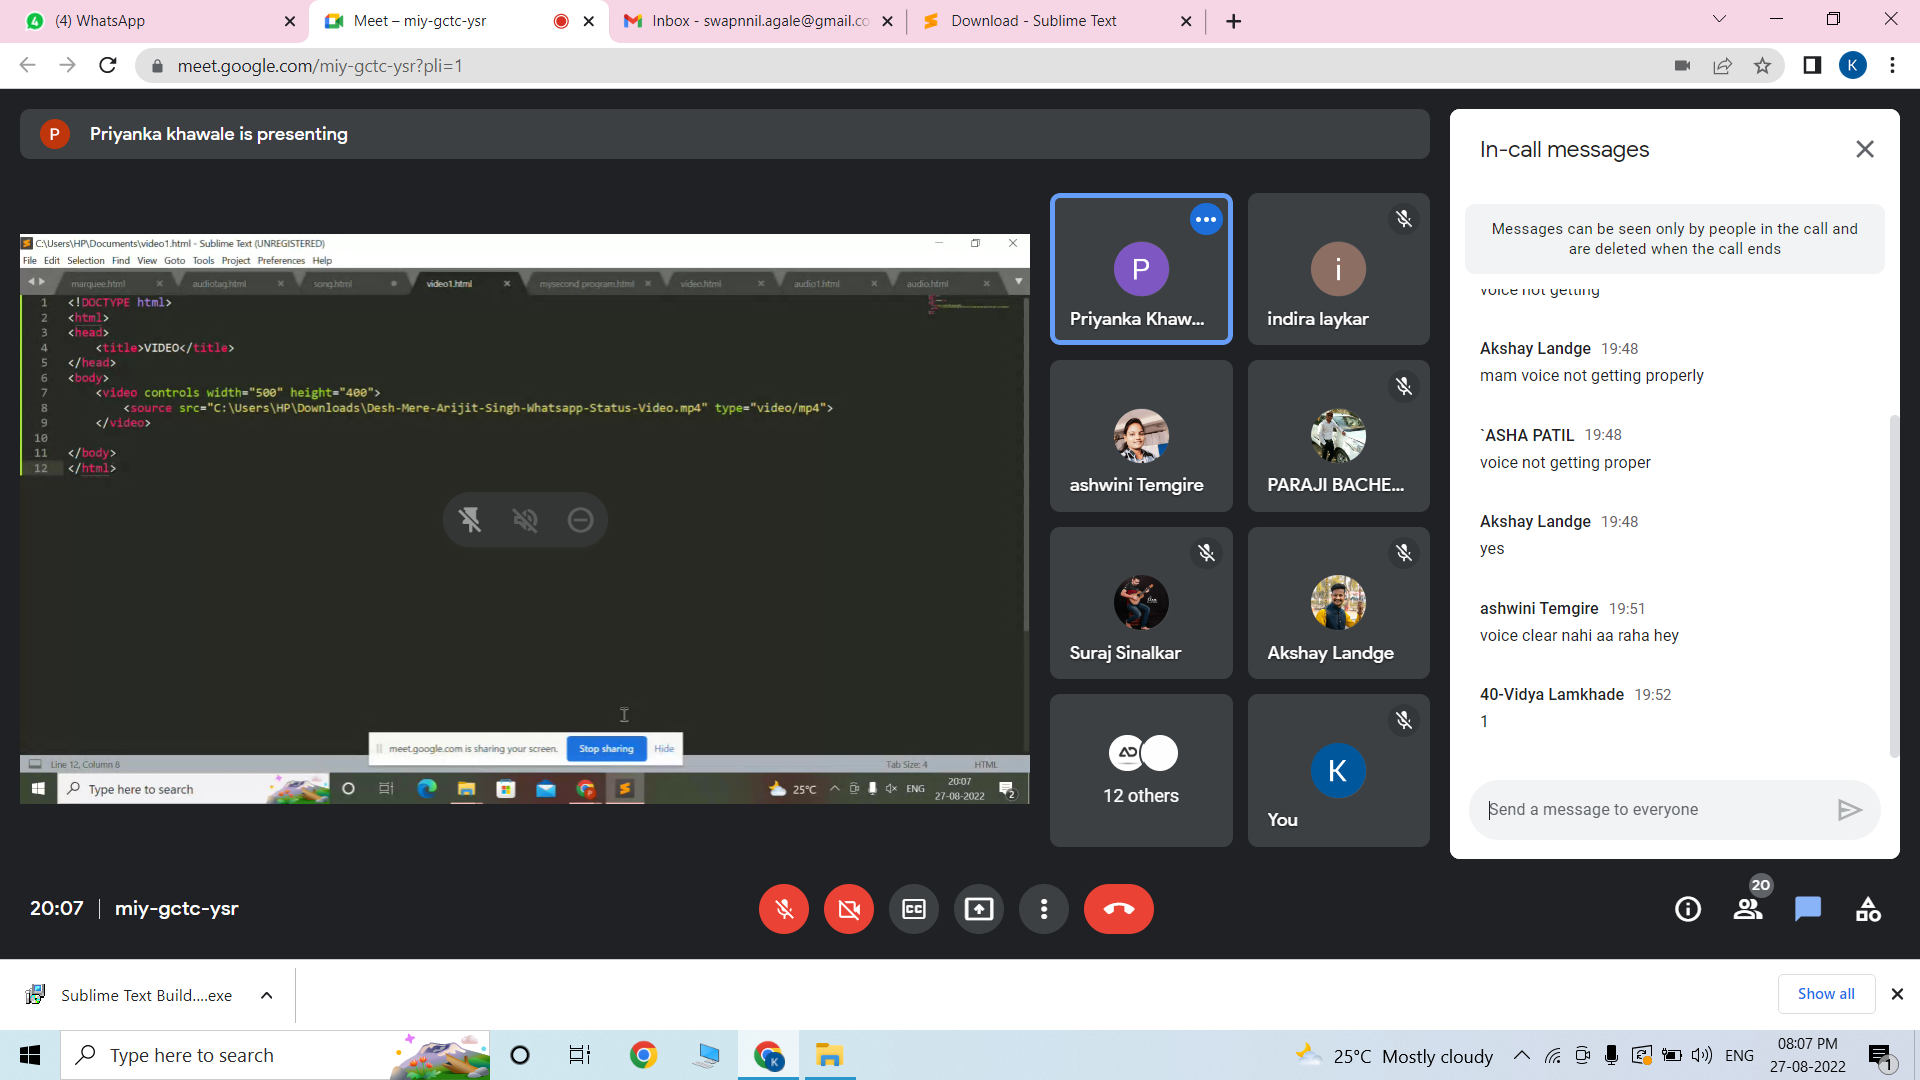 (4) WhatsApp
Meet – miy-gctc-ysr
Inbox - swapnnil.agale@gmail.co
Download - Sublime Text
meet.google.com/miy-gctc-ysr?pli=1
K
P
Priyanka khawale is presenting
C:\Users\HP\Documents\video1.html - Sublime Text (UNREGISTERED)
File Edit Selection Find View Goto Tools Project Preferences Help
marquee.html
audiotag.html
song.html
video1.html
mysecond program.html
video.html
audio1.html
audio.html
1 <!DOCTYPE html>
2 <html>
3 <head>
4 <title>VIDEO</title>
5 </head>
6 <body>
7 <video controls width="500" height="400">
8 <source src="C:\Users\HP\Downloads\Desh-Mere-Arijit-Singh-Whatsapp-Status-Video.mp4" type="video/mp4">
9 </video>
10
11 </body>
12 </html>
meet.google.com is sharing your screen.
Stop sharing
Hide
Line 12, Column 8
Tab Size: 4
HTML
Type here to search
25°C
ENG
20:07
27-08-2022
2
P
Priyanka Khaw...
i
indira laykar
ashwini Temgire
PARAJI BACHE...
Suraj Sinalkar
Akshay Landge
12 others
K
You
In-call messages
Messages can be seen only by people in the call and
are deleted when the call ends
voice not getting
Akshay Landge 19:48
mam voice not getting properly
`ASHA PATIL 19:48
voice not getting proper
Akshay Landge 19:48
yes
ashwini Temgire 19:51
voice clear nahi aa raha hey
40-Vidya Lamkhade 19:52
1
Send a message to everyone
20:07 | miy-gctc-ysr
CC
20
Sublime Text Build....exe
Show all
Type here to search
K
25°C Mostly cloudy
ENG
08:07 PM
27-08-2022
1